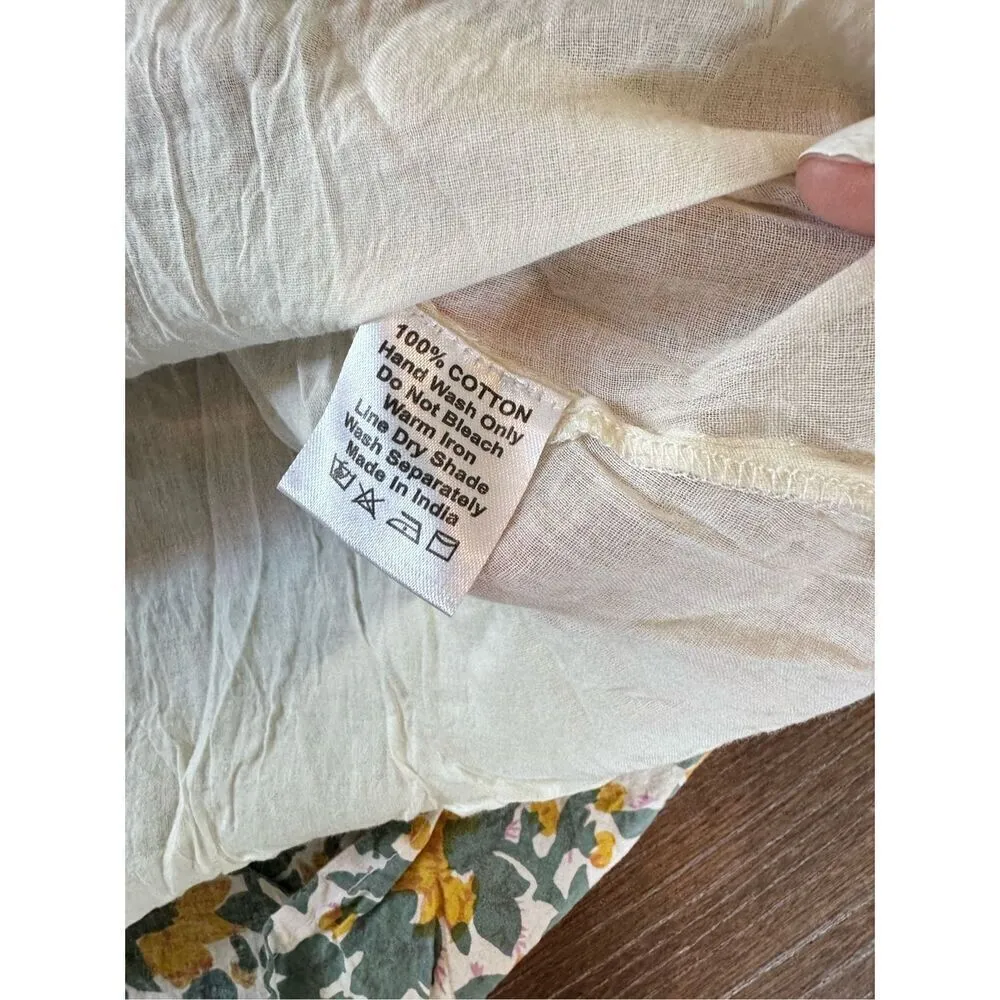 100% COTTON
Hand Wash Only
Do Not Bleach
Warm Iron
Line Dry Shade
Wash Separately
Made In India